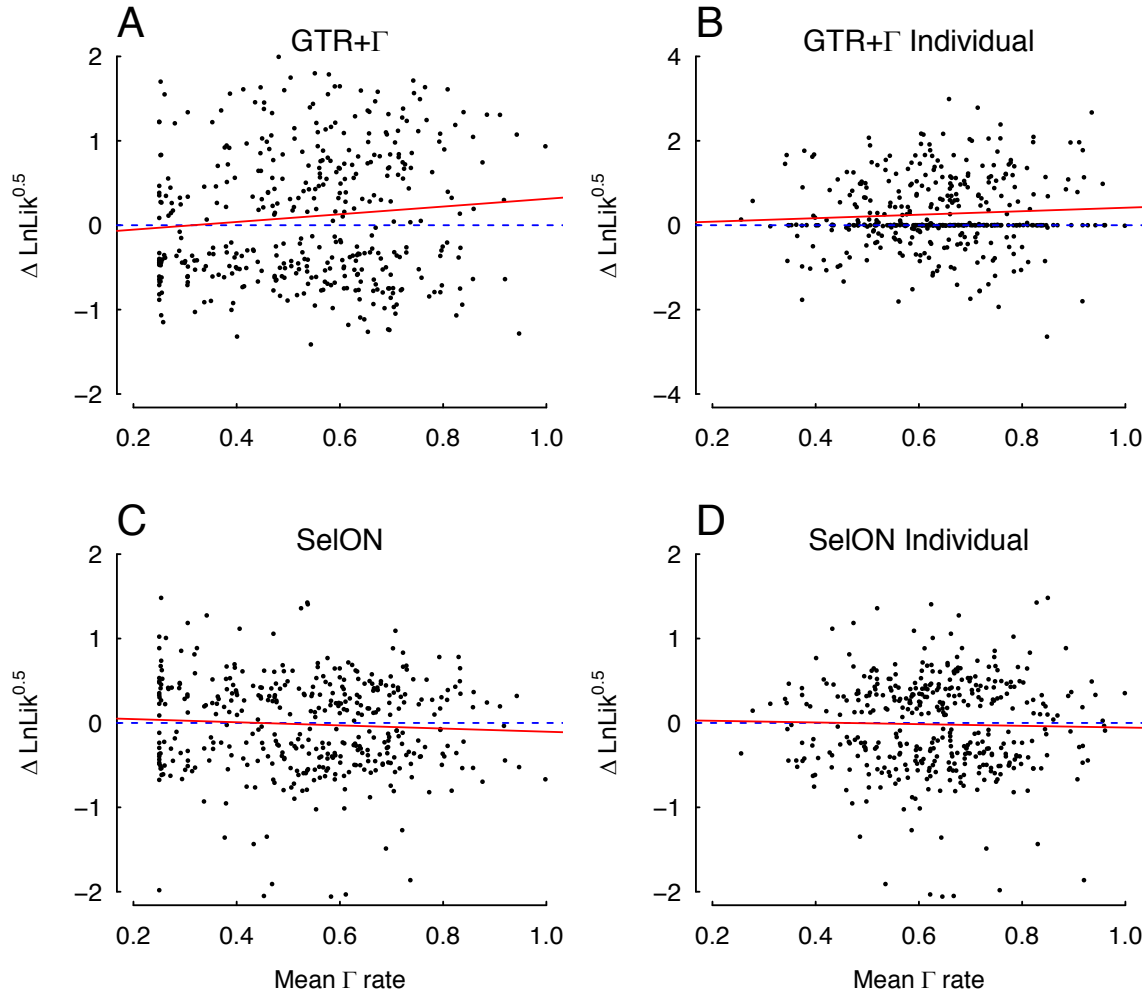 A
GTR+Γ
2
1
0
−1
−2
Δ LnLik^0.5
0.2 0.4 0.6 0.8 1.0
B
GTR+Γ Individual
4
2
0
−2
−4
Δ LnLik^0.5
0.2 0.4 0.6 0.8 1.0
C
SelON
2
1
0
−1
−2
Δ LnLik^0.5
0.2 0.4 0.6 0.8 1.0
Mean Γ rate
D
SelON Individual
2
1
0
−1
−2
Δ LnLik^0.5
0.2 0.4 0.6 0.8 1.0
Mean Γ rate